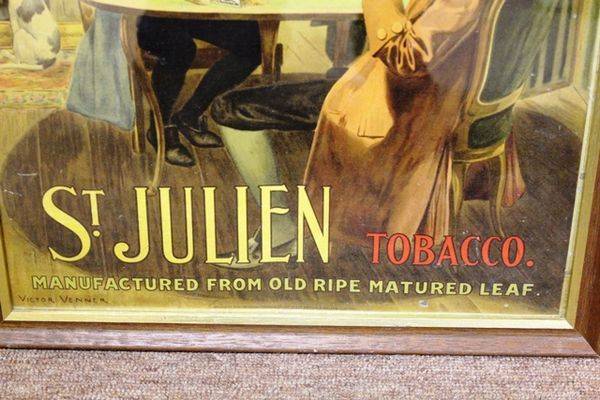 ST. JULIEN TOBACCO.
MANUFACTURED FROM OLD RIPE MATURED LEAF.
VICTOR VENNER